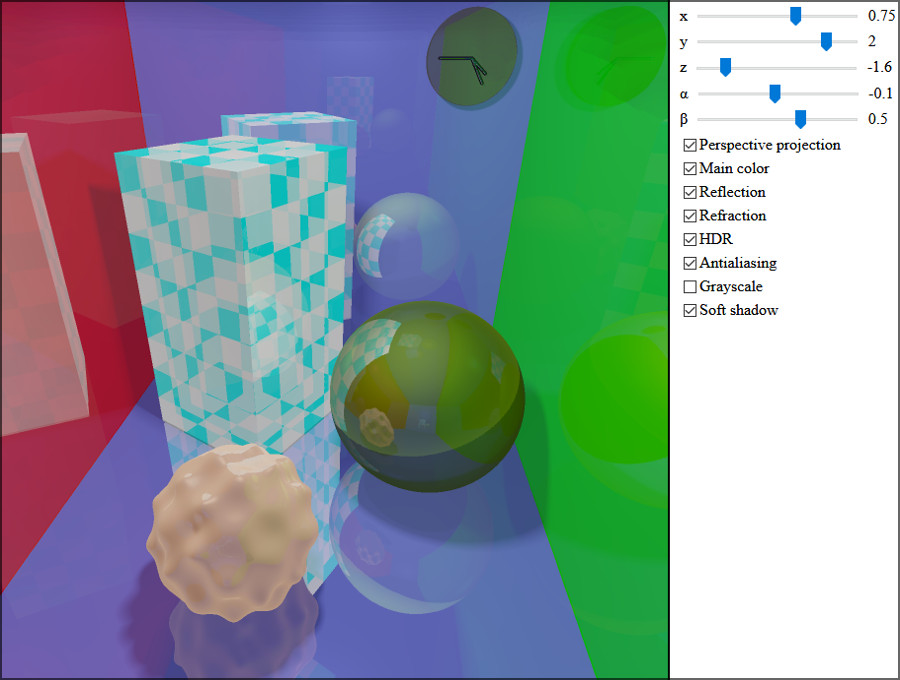 x 0.75
y 2
z -1.6
α -0.1
β 0.5
Perspective projection
Main color
Reflection
Refraction
HDR
Antialiasing
Grayscale
Soft shadow